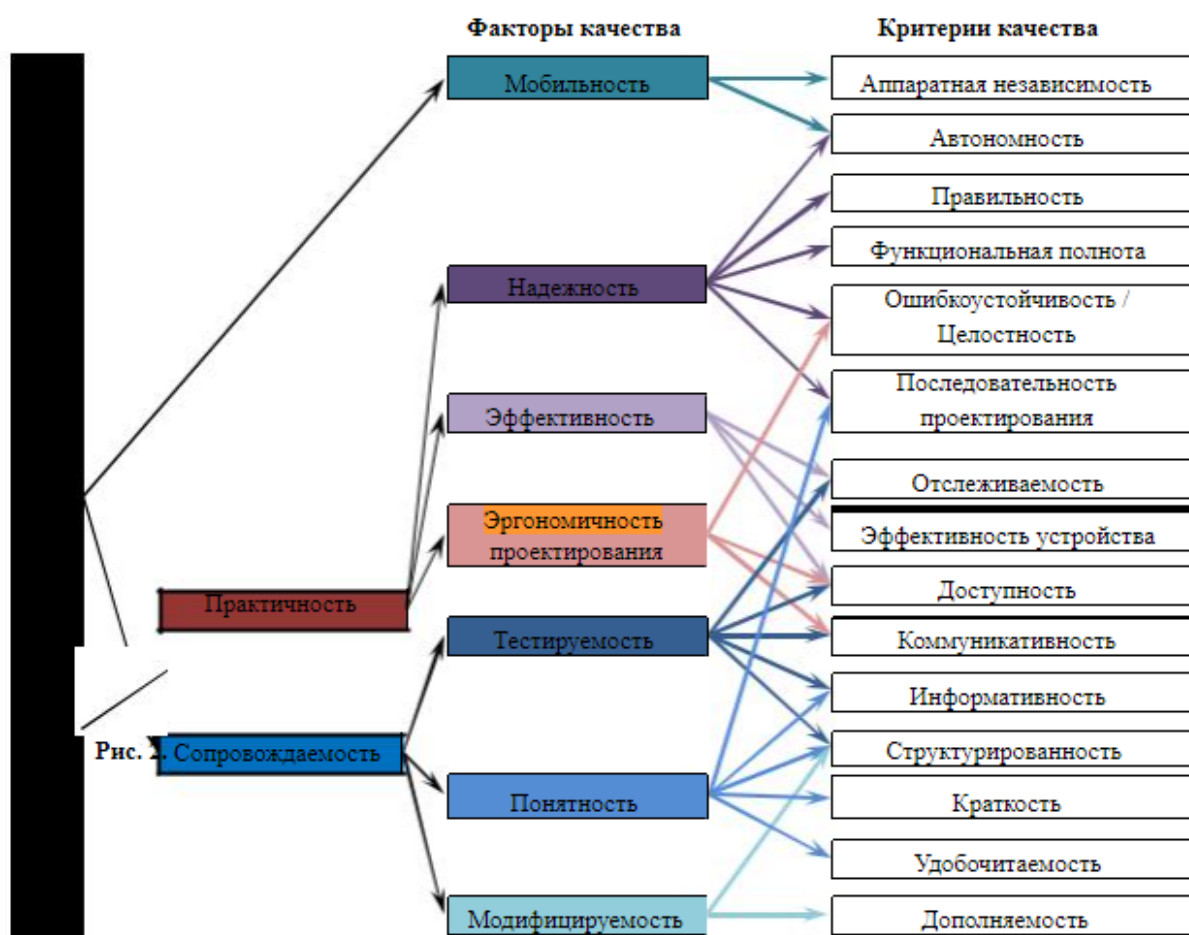 Факторы качества
Критерии качества
Мобильность
Аппаратная независимость
Автономность
Правильность
Функциональная полнота
Надежность
Ошибкоустойчивость /
Целостность
Последовательность
проектирования
Эффективность
Отслеживаемость
Эргономичность
проектирования
Эффективность устройства
Доступность
Практичность
Тестируемость
Коммуникативность
Информативность
Рис. 2.
Сопровождаемость
Структурированность
Понятность
Краткость
Удобочитаемость
Модифицируемость
Дополняемость